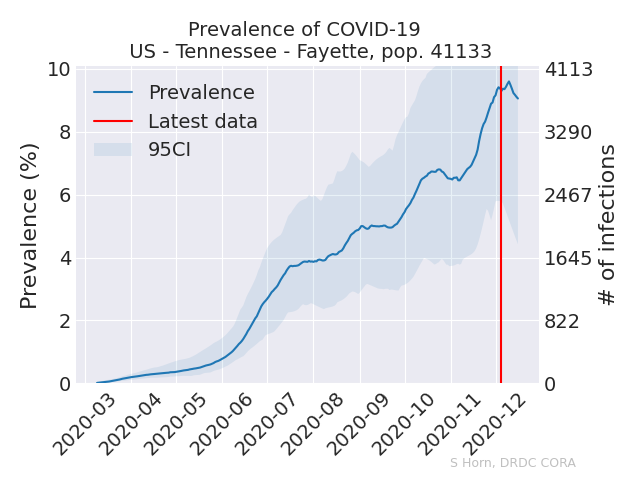 Prevalence of COVID-19
US - Tennessee - Fayette, pop. 41133
Prevalence
Latest data
95CI
Prevalence (%)
10
8
6
4
2
0
4113
3290
2467
1645
822
0
# of infections
2020-03
2020-04
2020-05
2020-06
2020-07
2020-08
2020-09
2020-10
2020-11
2020-12
S Horn, DRDC CORA